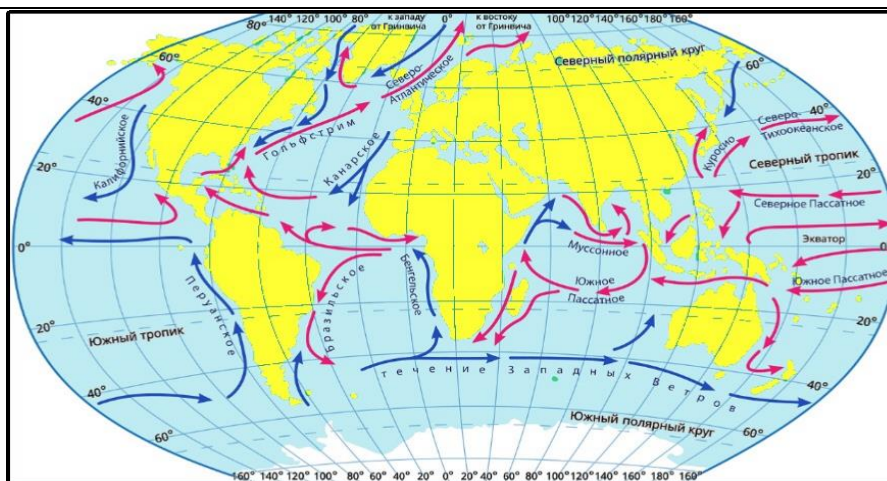 к западу
от Гринвича
0°
к востоку
от Гринвича
100° 120° 140° 160°
80°
140° 120° 100° 80°
60°
Северный полярный круг
60°
40°
Северо-
Атлантическое
Северо-
Тихоокеанское
40°
Гольфстрим
Куросио
Калифорнийское
Канарское
20°
Северный тропик
20°
Северное Пассатное
0°
Муссонное
Экватор
0°
Бенгельское
Южное
Пассатное
Южное Пассатное
Перуанское
Бразильское
20°
20°
Южный тропик
40°
течение Западных Ветров
40°
Южный полярный круг
60°
60°
160° 140° 120° 100° 80° 60° 40° 20° 0° 20° 40° 60° 80° 100° 120° 140° 160°